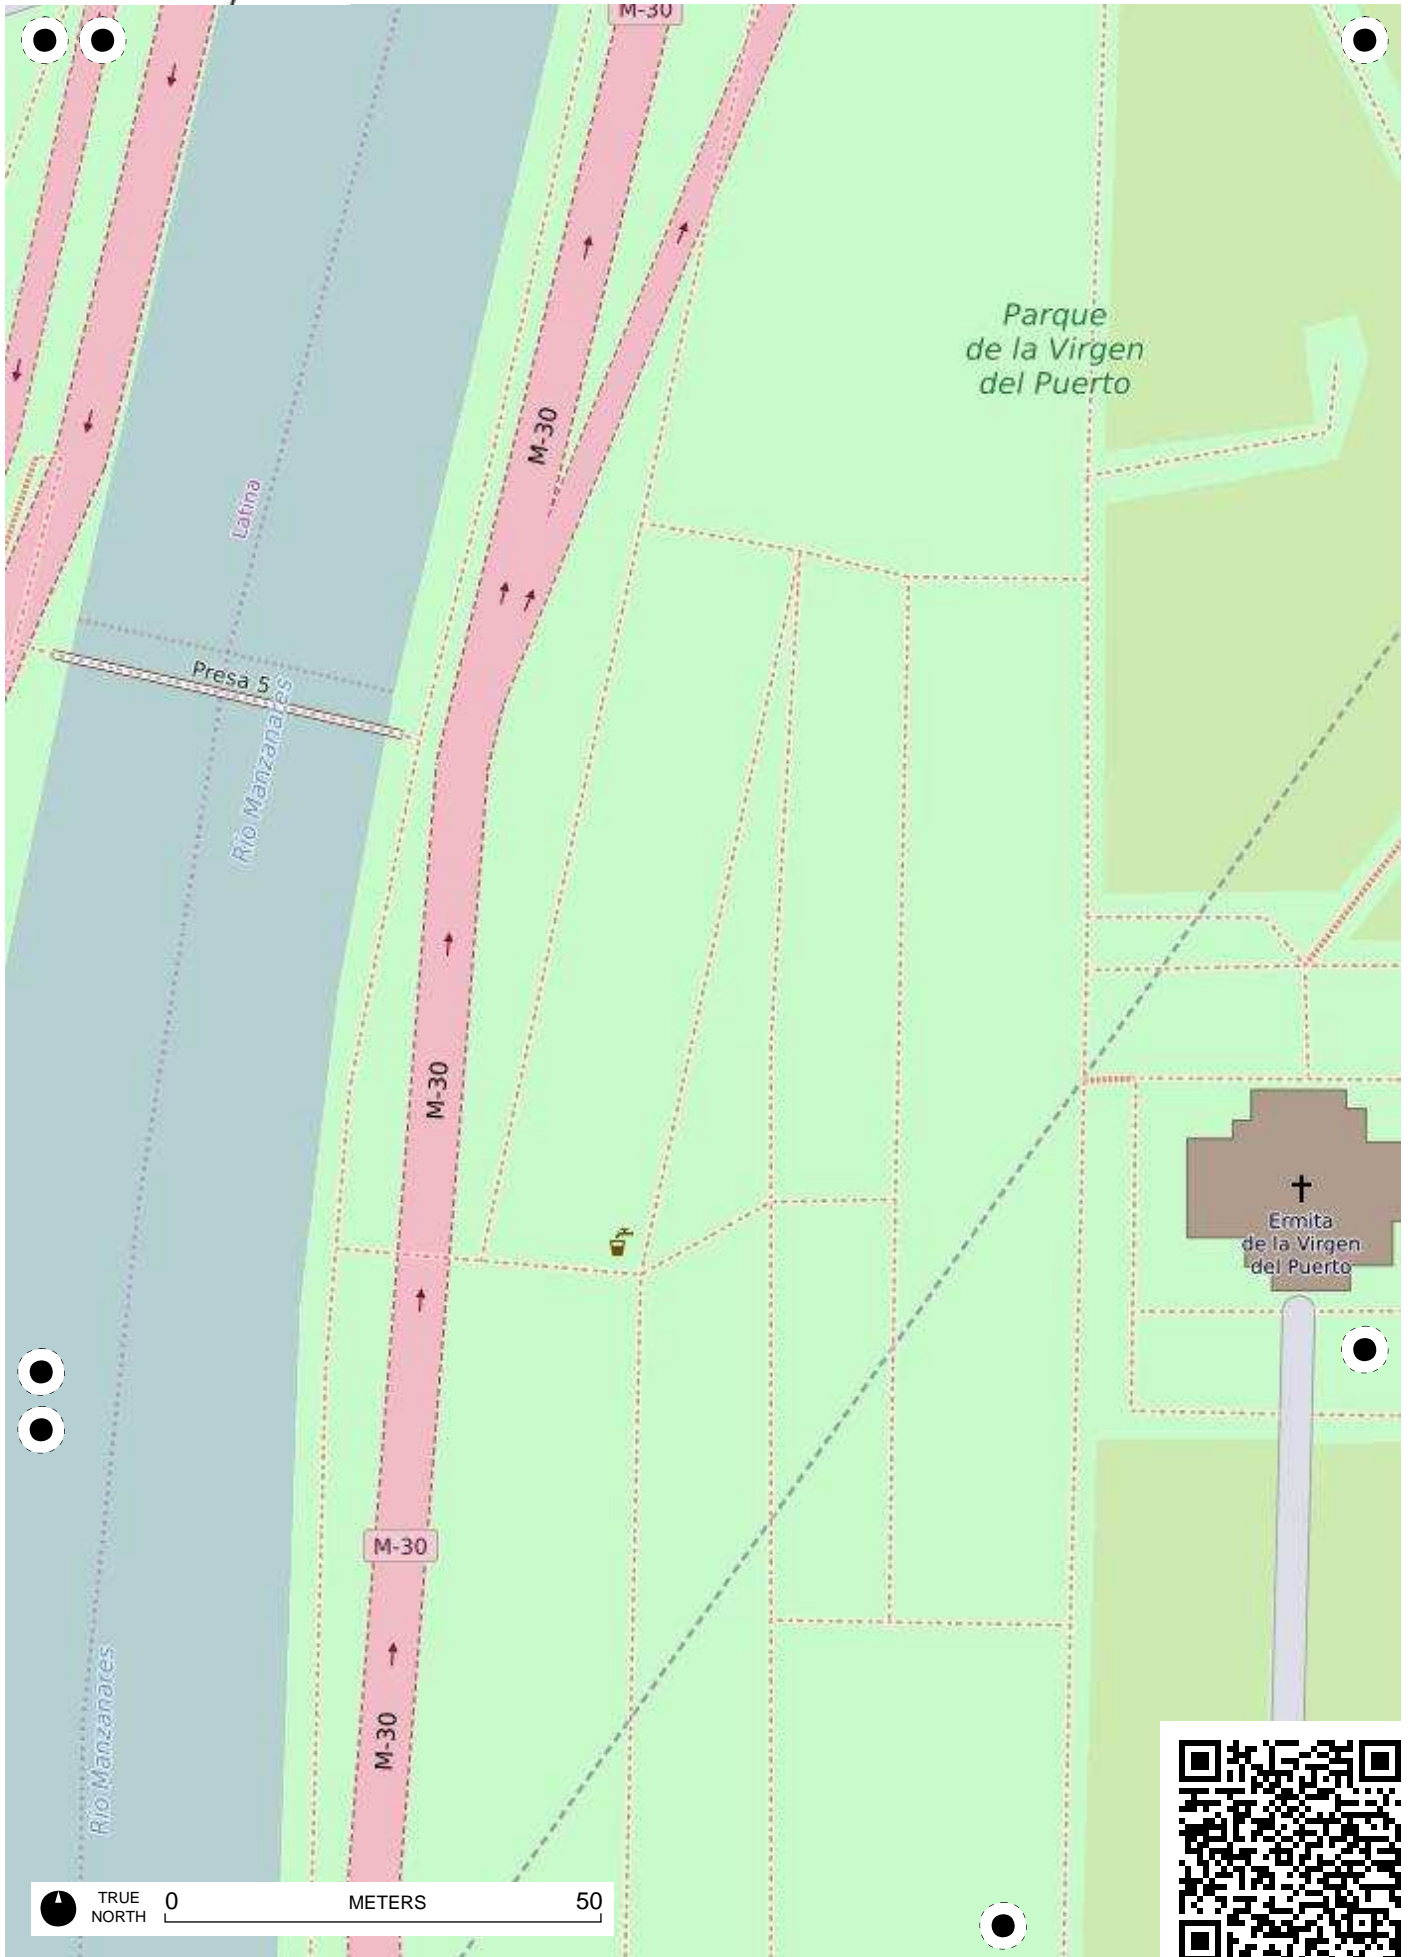 M-30
Parque
de la Virgen
del Puerto
M-30
Latina
Presa 5
Río Manzanares
M-30
Ermita
de la Virgen
del Puerto
M-30
Río Manzanares
M-30
TRUE
NORTH
0 METERS 50